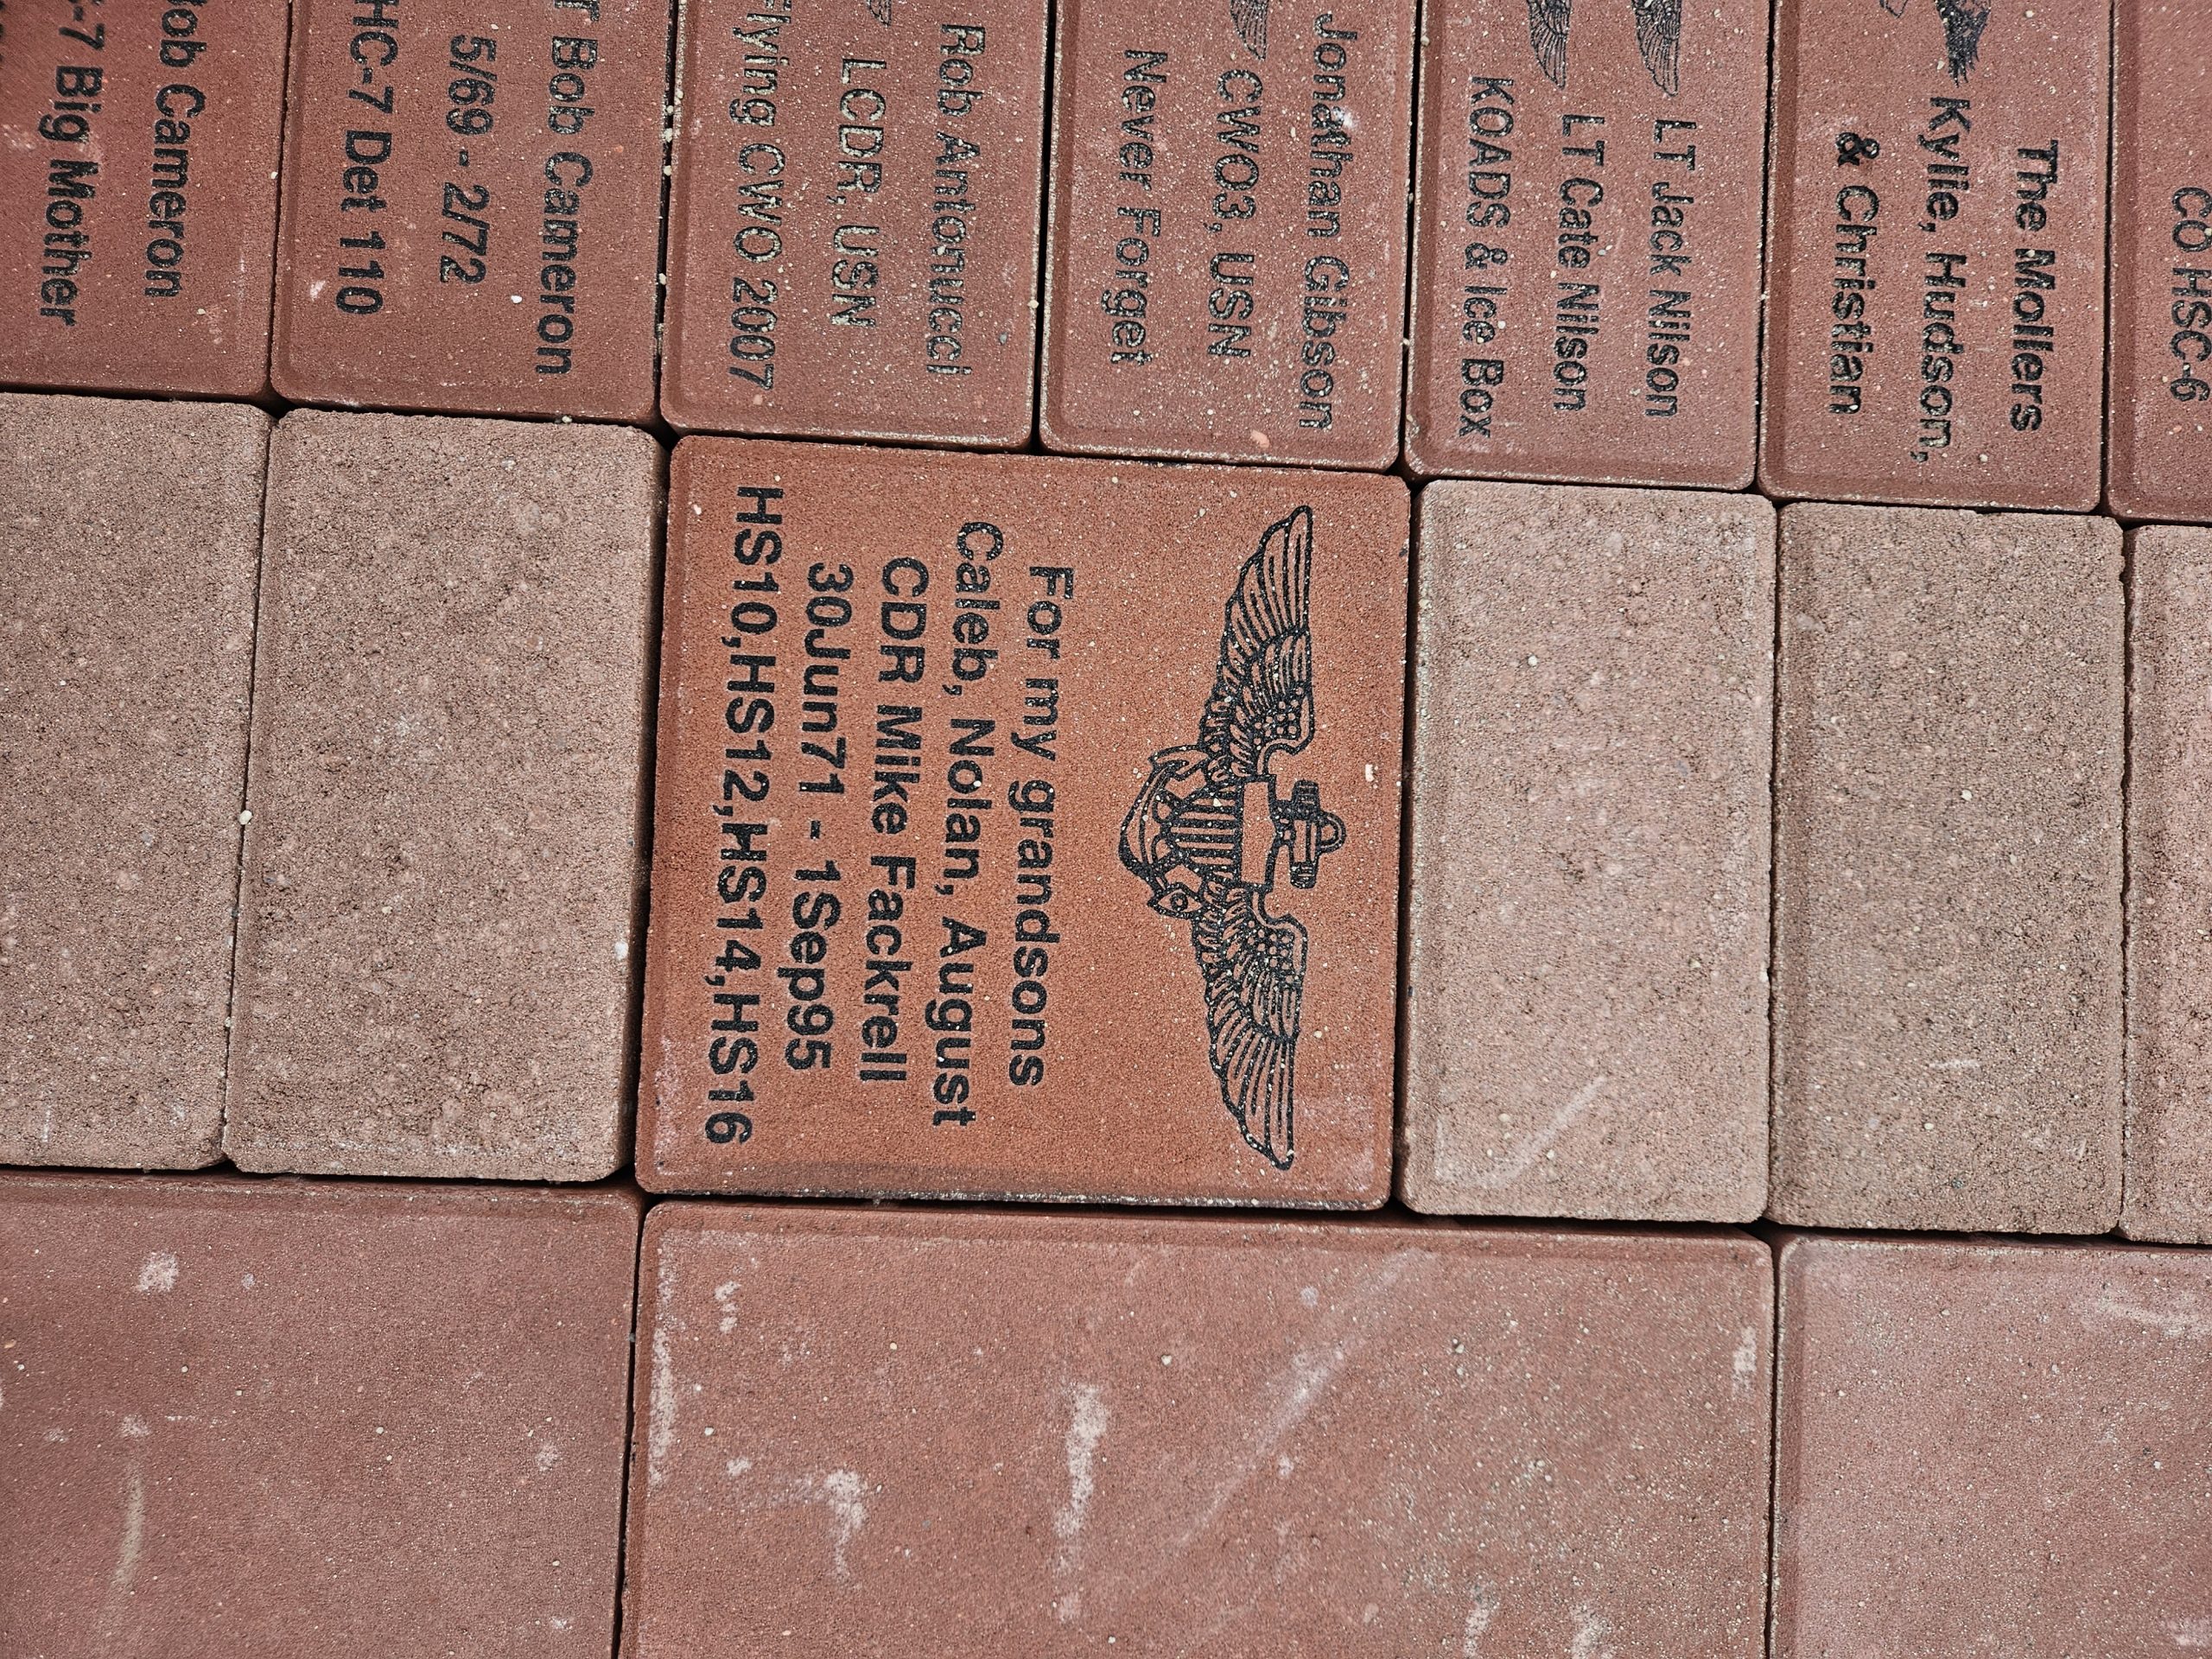 For my grandsons
Caleb, Nolan, August
CDR Mike Fackrell
30Jun71 - 1Sep95
HS10,HS12,HS14,HS16
CO HSC-6
The Mollers
Kylie, Hudson,
& Christian
LT Jack Nilson
LT Cate Nilson
KOADS & Ice Box
Jonathan Gibson
CWO3, USN
Never Forget
Rob Antonucci
LCDR, USN
Flying CWO 2007
Bob Cameron
5/69 - 2/72
HC-7 Det 110
Bob Cameron
Big Mother